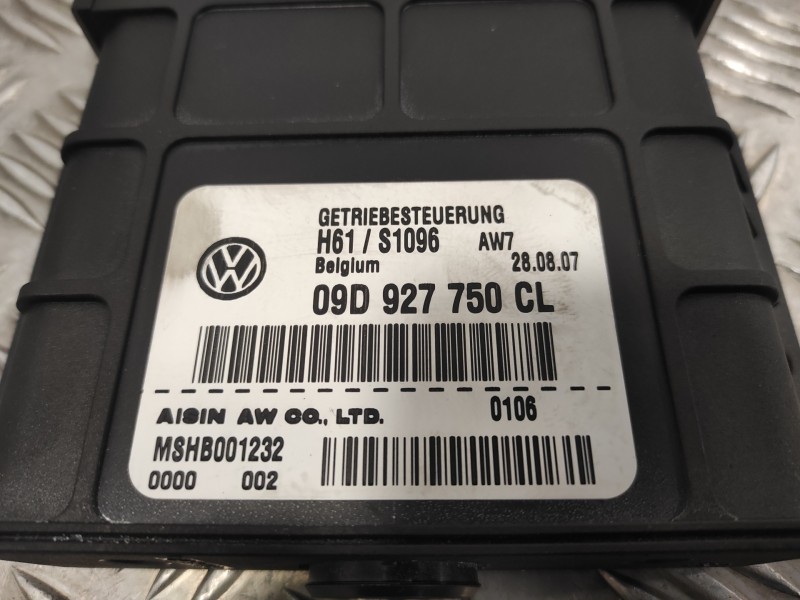 GETRIEBESTEUERUNG
H61 / S1096 AW7
Belgium 28.08.07
09D 927 750 CL
AISIN AW CO., LTD. 0106
MSHB001232
0000 002